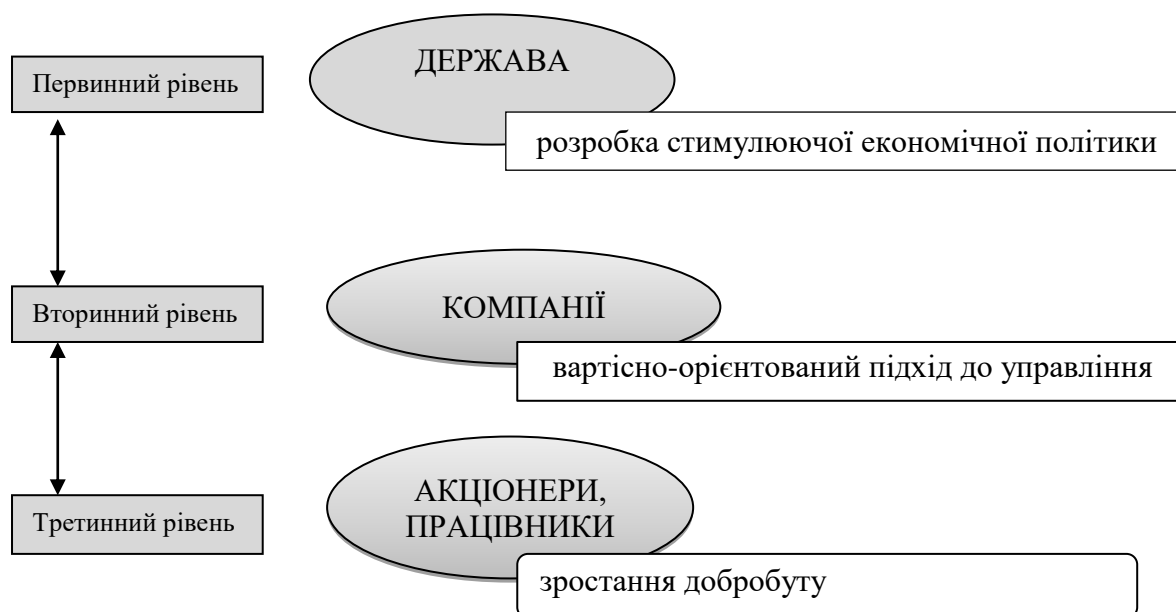 Первинний рівень
ДЕРЖАВА
розробка стимулюючої економічної політики
Вторинний рівень
КОМПАНІЇ
вартісно-орієнтований підхід до управління
Третинний рівень
АКЦІОНЕРИ,
ПРАЦІВНИКИ
зростання добробуту